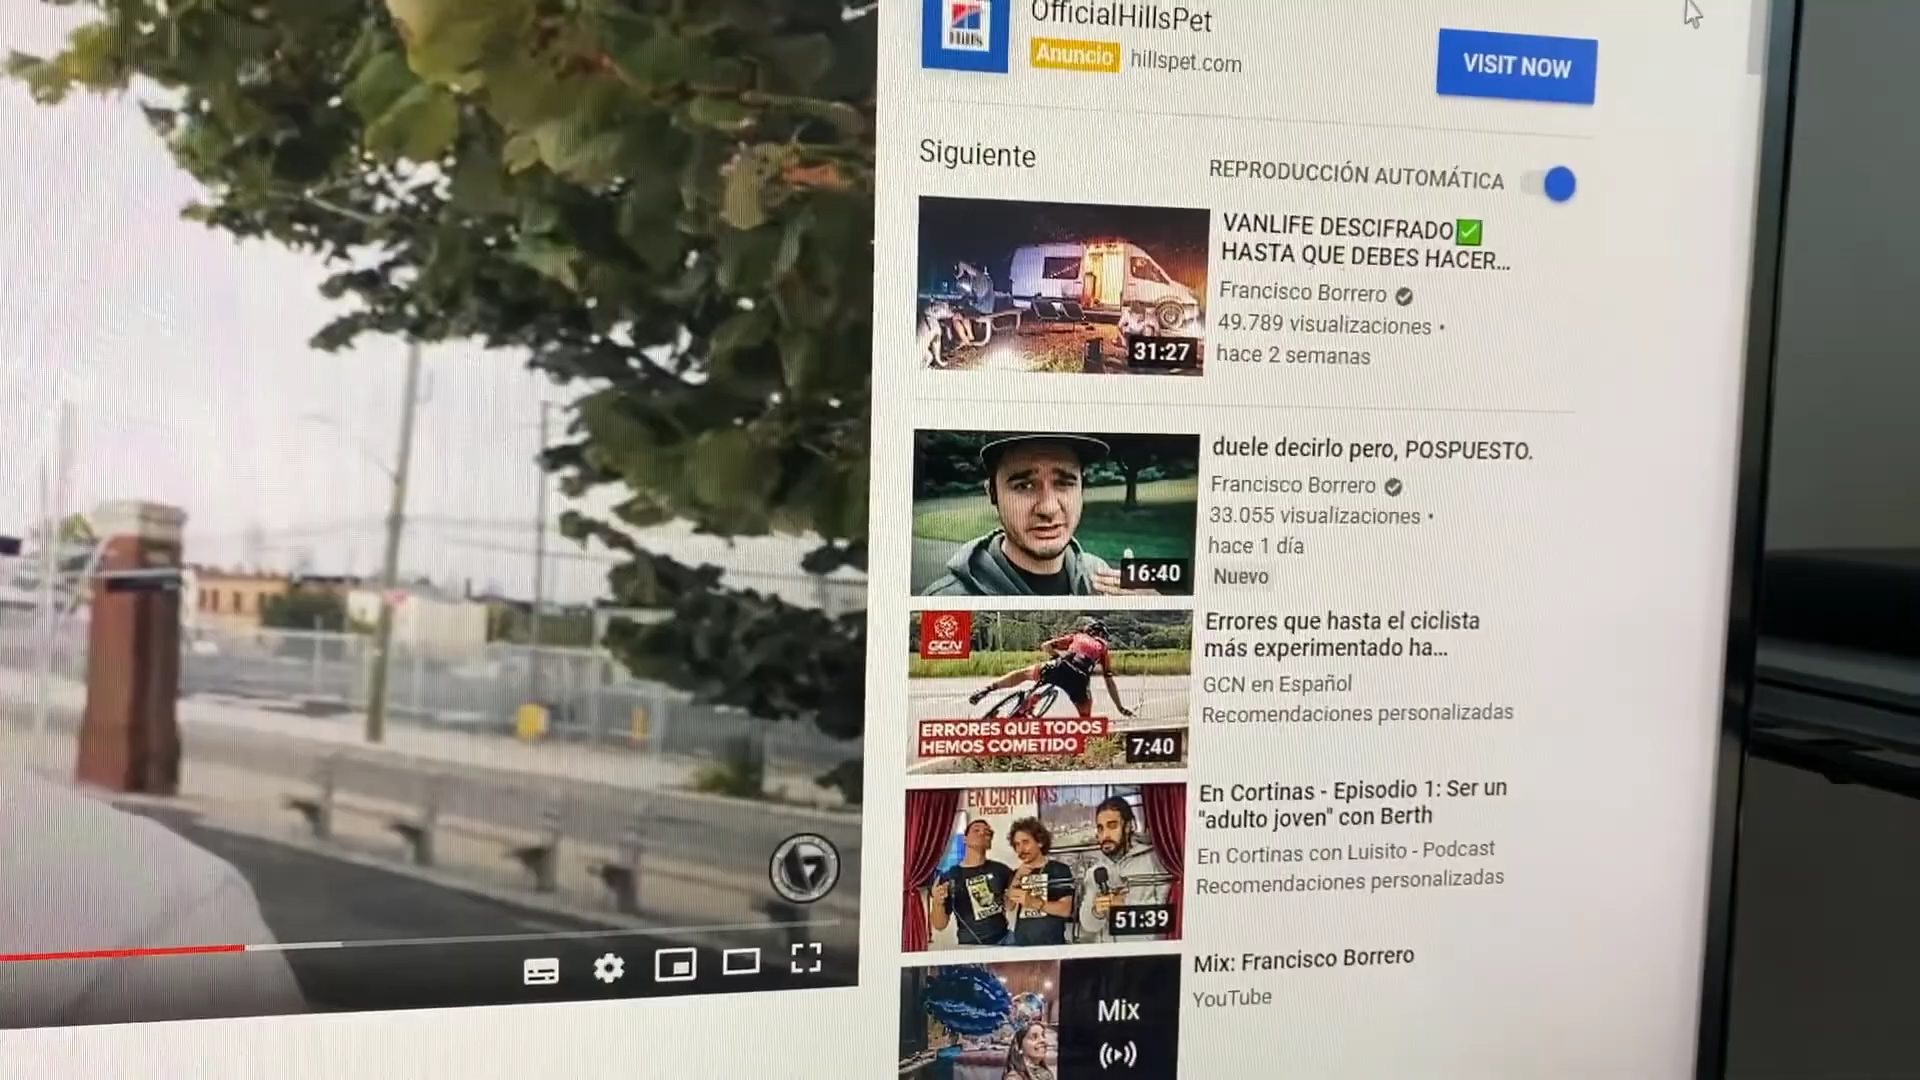 OfficialHillsPet
Hills
Anuncio hillspet.com
VISIT NOW
Siguiente
REPRODUCCIÓN AUTOMÁTICA
VANLIFE DESCIFRADO✅
HASTA QUE DEBES HACER...
Francisco Borrero
49.789 visualizaciones •
hace 2 semanas
31:27
duele decirlo pero, POSPUESTO.
Francisco Borrero
33.055 visualizaciones •
hace 1 día
Nuevo
16:40
GCN
ERRORES QUE TODOS
HEMOS COMETIDO
7:40
Errores que hasta el ciclista
más experimentado ha...
GCN en Español
Recomendaciones personalizadas
EN CORTINAS
EPISODIO 1
51:39
En Cortinas - Episodio 1: Ser un
"adulto joven" con Berth
En Cortinas con Luisito - Podcast
Recomendaciones personalizadas
Mix
Mix: Francisco Borrero
YouTube